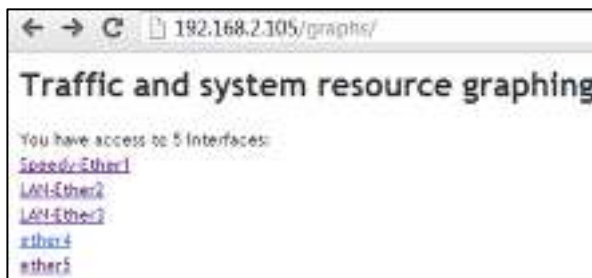 192.168.2.105/graphs/
Traffic and system resource graphing
You have access to 5 interfaces:
Speedy-Ether1
LAN-Ether2
LAN-Ether3
ether4
ether5